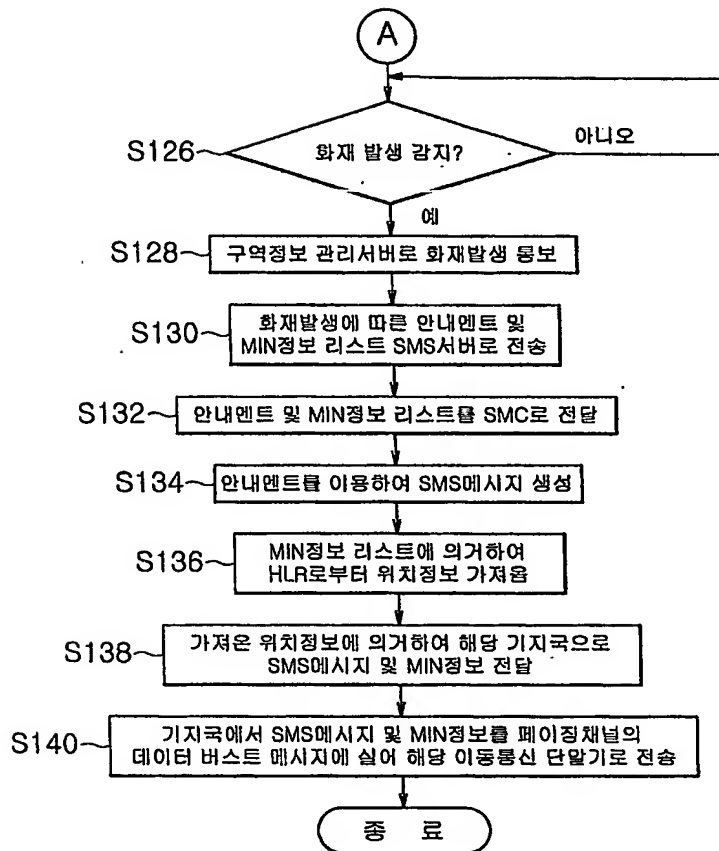 A
S126
화재 발생 감지?
아니오
예
S128
구역정보 관리서버로 화재발생 통보
S130
화재발생에 따른 안내멘트 및
MIN정보 리스트 SMS서버로 전송
S132
안내멘트 및 MIN정보 리스트를 SMC로 전달
S134
안내멘트를 이용하여 SMS메시지 생성
S136
MIN정보 리스트에 의거하여
HLR로부터 위치정보 가져옴
S138
가져온 위치정보에 의거하여 해당 기지국으로
SMS메시지 및 MIN정보 전달
S140
기지국에서 SMS메시지 및 MIN정보를 페이징채널의
데이터 버스트 메시지에 실어 해당 이동통신 단말기로 전송
종 료